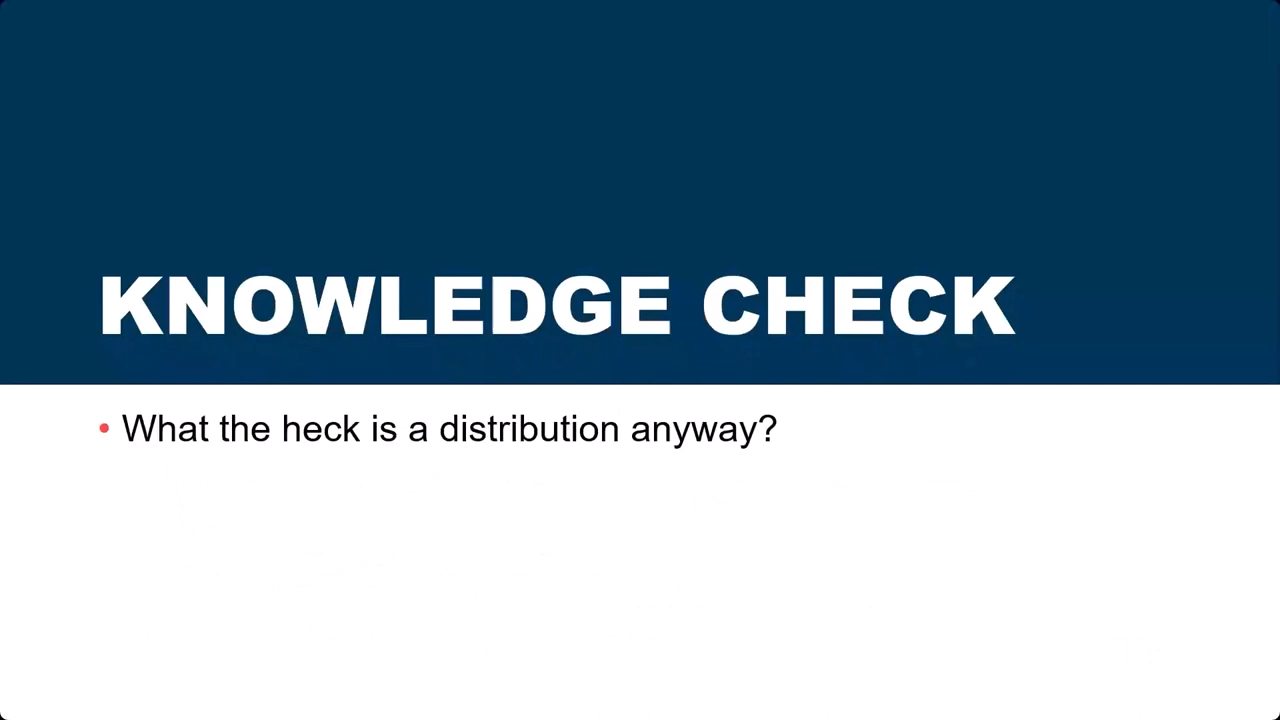 KNOWLEDGE CHECK
• What the heck is a distribution anyway?